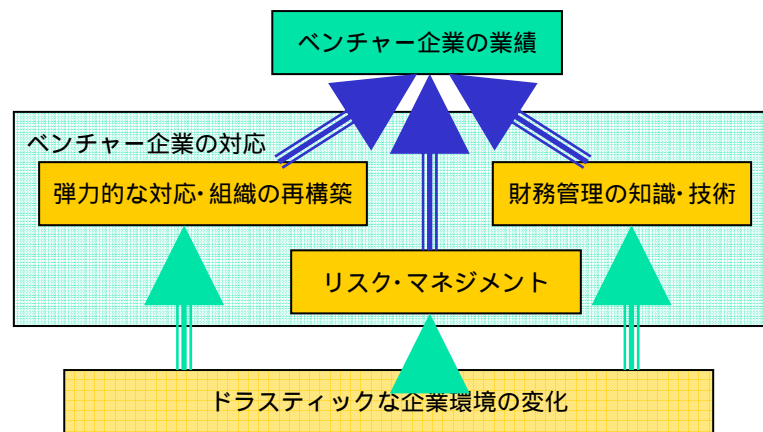 ベンチャー企業の業績
ベンチャー企業の対応
弾力的な対応・組織の再構築
財務管理の知識・技術
リスク・マネジメント
ドラスティックな企業環境の変化